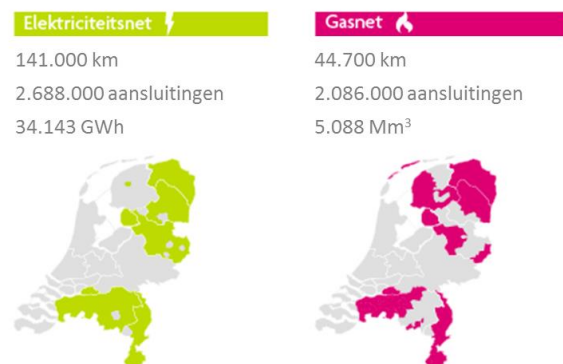 Elektriciteitsnet
141.000 km
2.688.000 aansluitingen
34.143 GWh
Gasnet
44.700 km
2.086.000 aansluitingen
5.088 Mm³